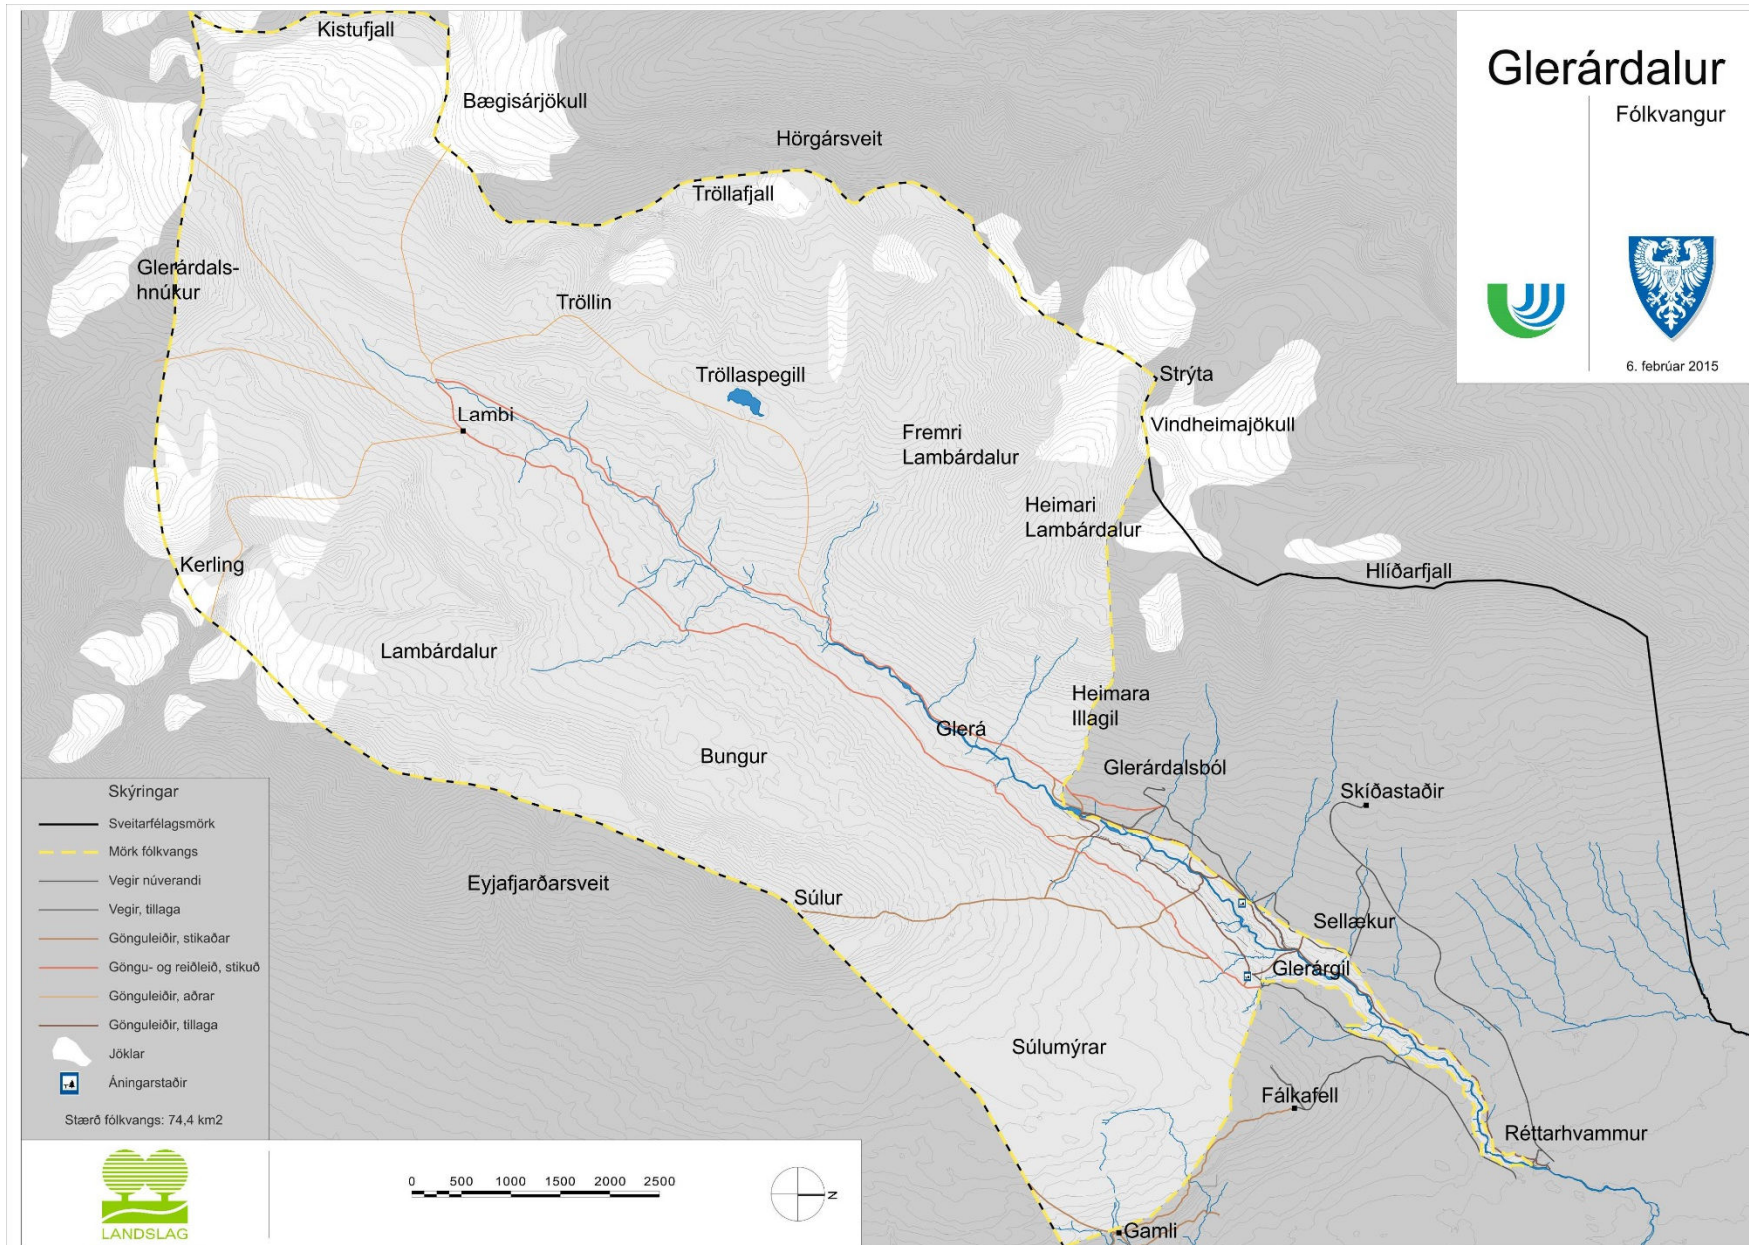 Glerárdalur
Fólkvangur
6. febrúar 2015
Kistufjall
Bægisárjökull
Hörgársveit
Tröllafjall
Glerárdals-
hnúkur
Tröllin
Tröllaspegill
Strýta
Lambi
Vindheimajökull
Fremri
Lambárdalur
Heimari
Lambárdalur
Kerling
Hlíðarfjall
Lambárdalur
Heimara
Illagil
Glerá
Bungur
Glerárdalsból
Skíðastaðir
Eyjafjarðarsveit
Súlur
Sellækur
Glerárgil
Súlumýrar
Fálkafell
Réttarhvammur
Gamli
Skýringar
Sveitarfélagsmörk
Mörk fólkvangs
Vegir núverandi
Vegir, tillaga
Gönguleiðir, stikaðar
Göngu- og reiðleið, stikuð
Gönguleiðir, aðrar
Gönguleiðir, tillaga
Jöklar
Áningarstaðir
Stærð fólkvangs: 74,4 km2
LANDSLAG
0 500 1000 1500 2000 2500
N